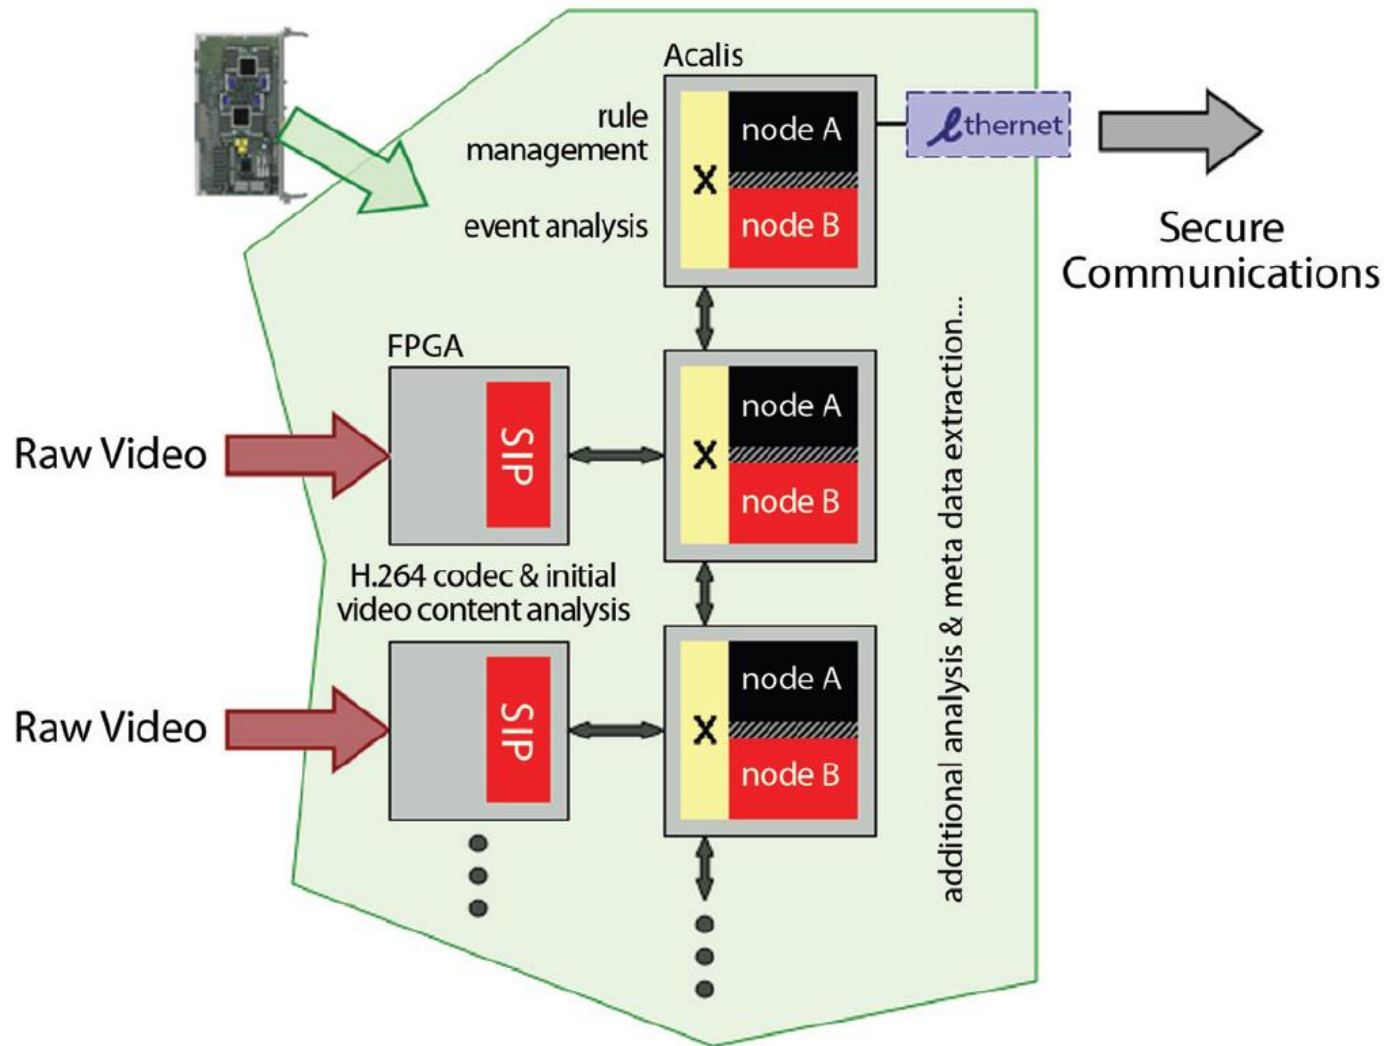 Acalis
rule
management
node A
X
event analysis
node B
ethernet
Secure
Communications
FPGA
Raw Video
SIP
node A
X
node B
H.264 codec & initial
video content analysis
Raw Video
SIP
node A
X
node B
additional analysis & meta data extraction...